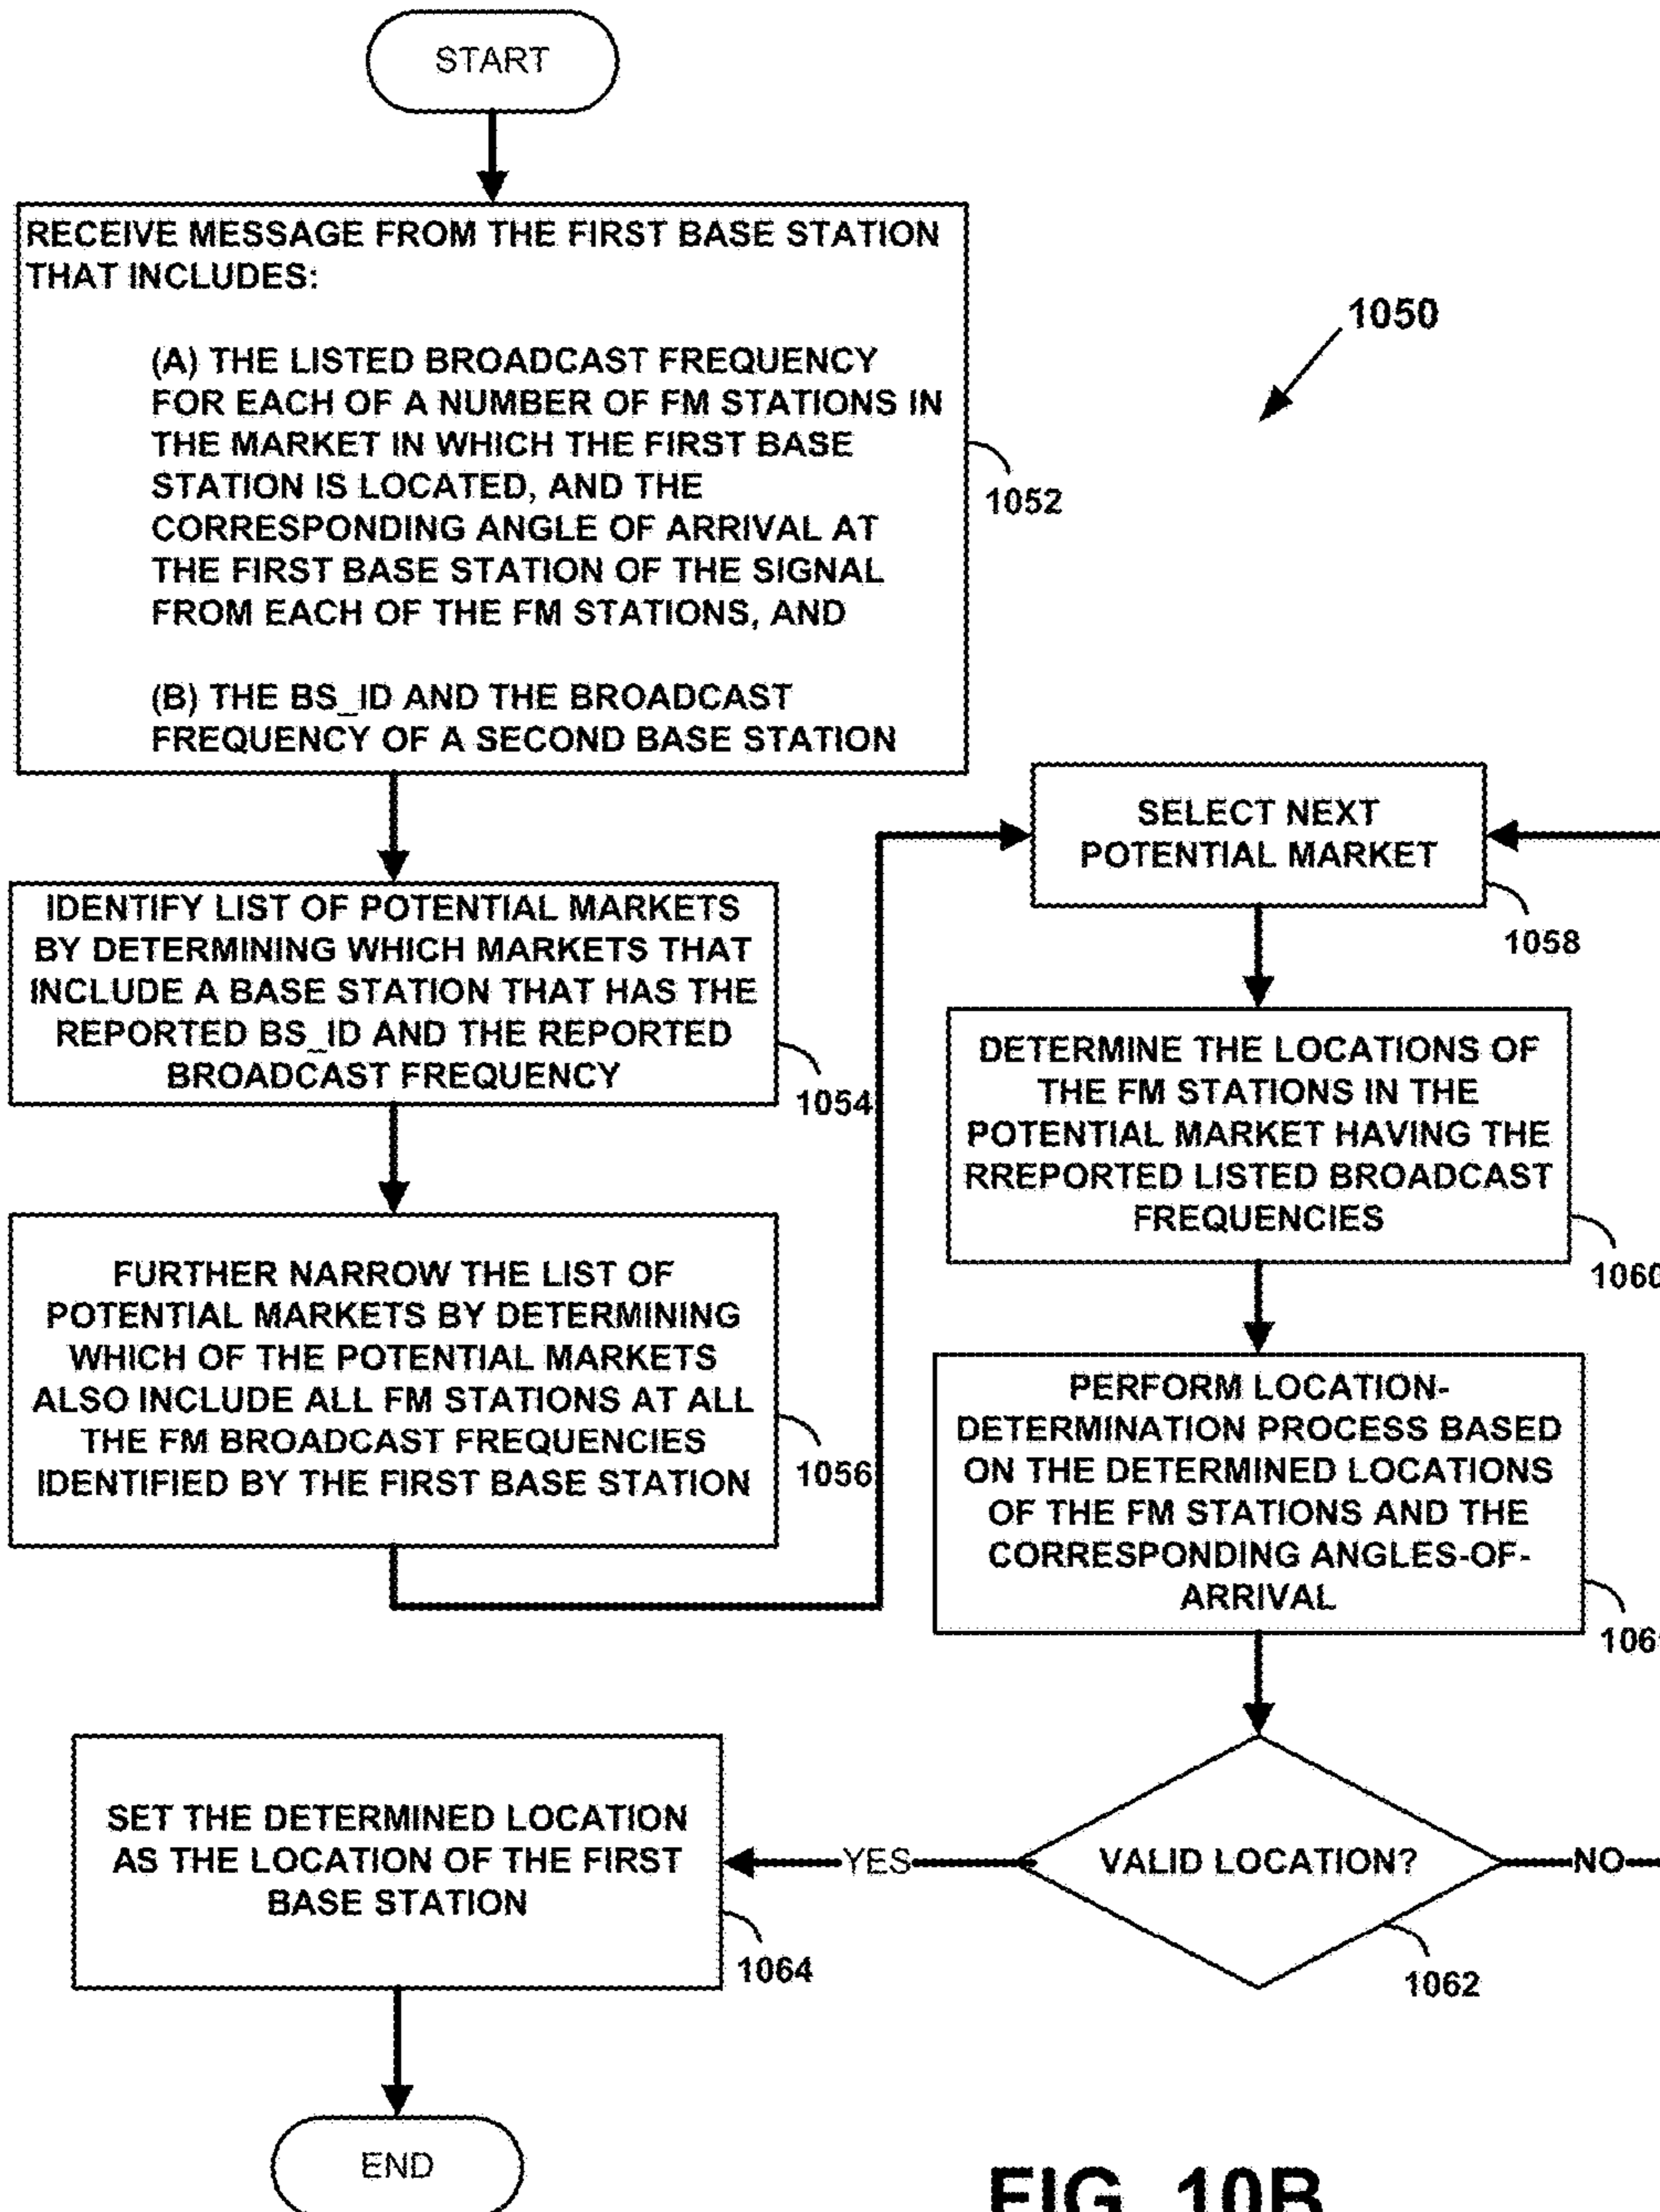 START
RECEIVE MESSAGE FROM THE FIRST BASE STATION
THAT INCLUDES:
(A) THE LISTED BROADCAST FREQUENCY
FOR EACH OF A NUMBER OF FM STATIONS IN
THE MARKET IN WHICH THE FIRST BASE
STATION IS LOCATED, AND THE
CORRESPONDING ANGLE OF ARRIVAL AT
THE FIRST BASE STATION OF THE SIGNAL
FROM EACH OF THE FM STATIONS, AND
(B) THE BS_ID AND THE BROADCAST
FREQUENCY OF A SECOND BASE STATION
1052
1050
IDENTIFY LIST OF POTENTIAL MARKETS
BY DETERMINING WHICH MARKETS THAT
INCLUDE A BASE STATION THAT HAS THE
REPORTED BS_ID AND THE REPORTED
BROADCAST FREQUENCY
1054
FURTHER NARROW THE LIST OF
POTENTIAL MARKETS BY DETERMINING
WHICH OF THE POTENTIAL MARKETS
ALSO INCLUDE ALL FM STATIONS AT ALL
THE FM BROADCAST FREQUENCIES
IDENTIFIED BY THE FIRST BASE STATION
1056
SELECT NEXT
POTENTIAL MARKET
1058
DETERMINE THE LOCATIONS OF
THE FM STATIONS IN THE
POTENTIAL MARKET HAVING THE
RREPORTED LISTED BROADCAST
FREQUENCIES
1060
PERFORM LOCATION-
DETERMINATION PROCESS BASED
ON THE DETERMINED LOCATIONS
OF THE FM STATIONS AND THE
CORRESPONDING ANGLES-OF-
ARRIVAL
VALID LOCATION?
YES
NO
1062
SET THE DETERMINED LOCATION
AS THE LOCATION OF THE FIRST
BASE STATION
1064
END
FIG. 10B